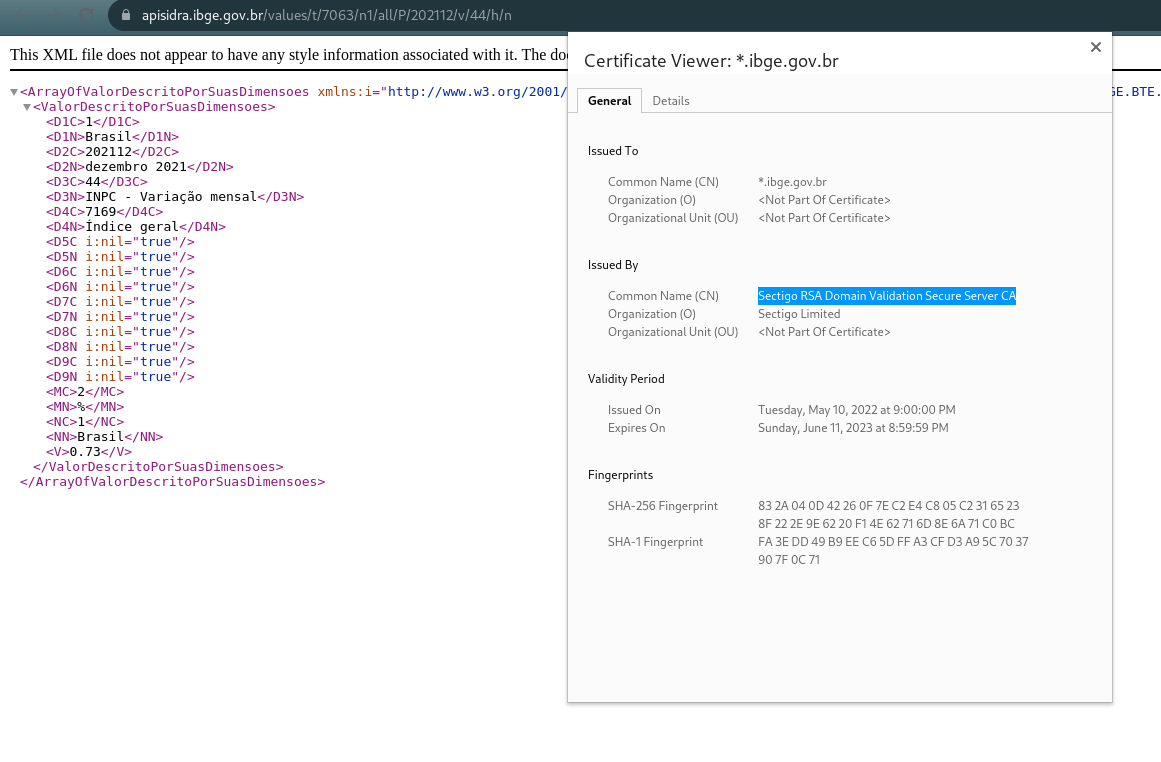 apisidra.ibge.gov.br/values/t/7063/n1/all/P/202112/v/44/h/n
This XML file does not appear to have any style information associated with it. The
<ArrayOfValorDescritoPorSuasDimensoes xmlns:i="http://www.w3.org/2001/
<ValorDescritoPorSuasDimensoes>
<D1C>1</D1C>
<D1N>Brasil</D1N>
<D2C>202112</D2C>
<D2N>dezembro 2021</D2N>
<D3C>44</D3C>
<D3N>INPC - Variação mensal</D3N>
<D4C>7169</D4C>
<D4N>Índice geral</D4N>
<D5C i:nil="true"/>
<D5N i:nil="true"/>
<D6C i:nil="true"/>
<D6N i:nil="true"/>
<D7C i:nil="true"/>
<D7N i:nil="true"/>
<D8C i:nil="true"/>
<D8N i:nil="true"/>
<D9C i:nil="true"/>
<D9N i:nil="true"/>
<MC>2</MC>
<MN>%</MN>
<NC>1</NC>
<NN>Brasil</NN>
<V>0.73</V>
</ValorDescritoPorSuasDimensoes>
</ArrayOfValorDescritoPorSuasDimensoes>
Certificate Viewer: *.ibge.gov.br
General Details
Issued To
Common Name (CN) *.ibge.gov.br
Organization (O) <Not Part Of Certificate>
Organizational Unit (OU) <Not Part Of Certificate>
Issued By
Common Name (CN) Sectigo RSA Domain Validation Secure Server CA
Organization (O) Sectigo Limited
Organizational Unit (OU) <Not Part Of Certificate>
Validity Period
Issued On Tuesday, May 10, 2022 at 9:00:00 PM
Expires On Sunday, June 11, 2023 at 8:59:59 PM
Fingerprints
SHA-256 Fingerprint 83 2A 04 0D 42 26 0F 7E C2 E4 C8 05 C2 31 65 23
8F 22 2E 9E 62 20 F1 4E 62 71 6D 8E 6A 71 C0 BC
SHA-1 Fingerprint FA 3E DD 49 B9 EE C6 5D FF A3 CF D3 A9 5C 70 37
90 7F 0C 71